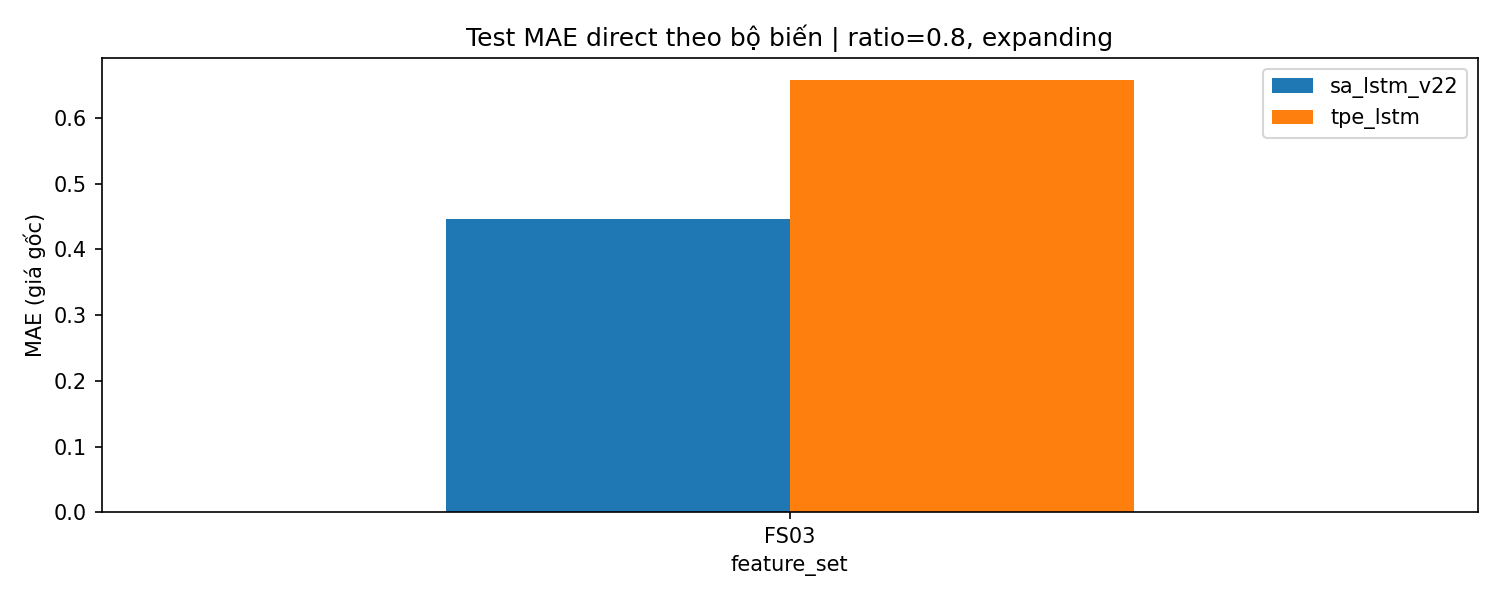 Test MAE direct theo bộ biến | ratio=0.8, expanding
sa_lstm_v22
tpe_lstm
MAE (giá gốc)
0.6
0.5
0.4
0.3
0.2
0.1
0.0
FS03
feature_set